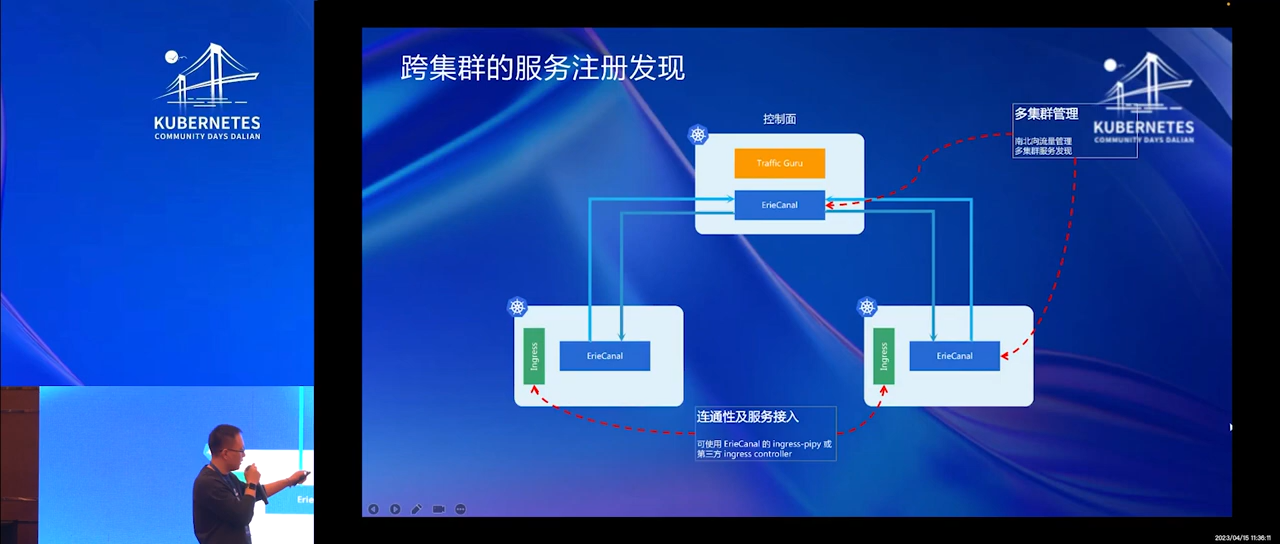 KUBERNETES
COMMUNITY DAYS DALIAN
跨集群的服务注册发现
KUBERNETES
COMMUNITY DAYS DALIAN
控制面
多集群管理
南北向流量管理
多集群服务发现
Traffic Guru
ErieCanal
Ingress
ErieCanal
Ingress
ErieCanal
连通性及服务接入
可使用 ErieCanal 的 ingress-pipy 或
第三方 ingress controller
Erie
2023/04/15 11:36:11